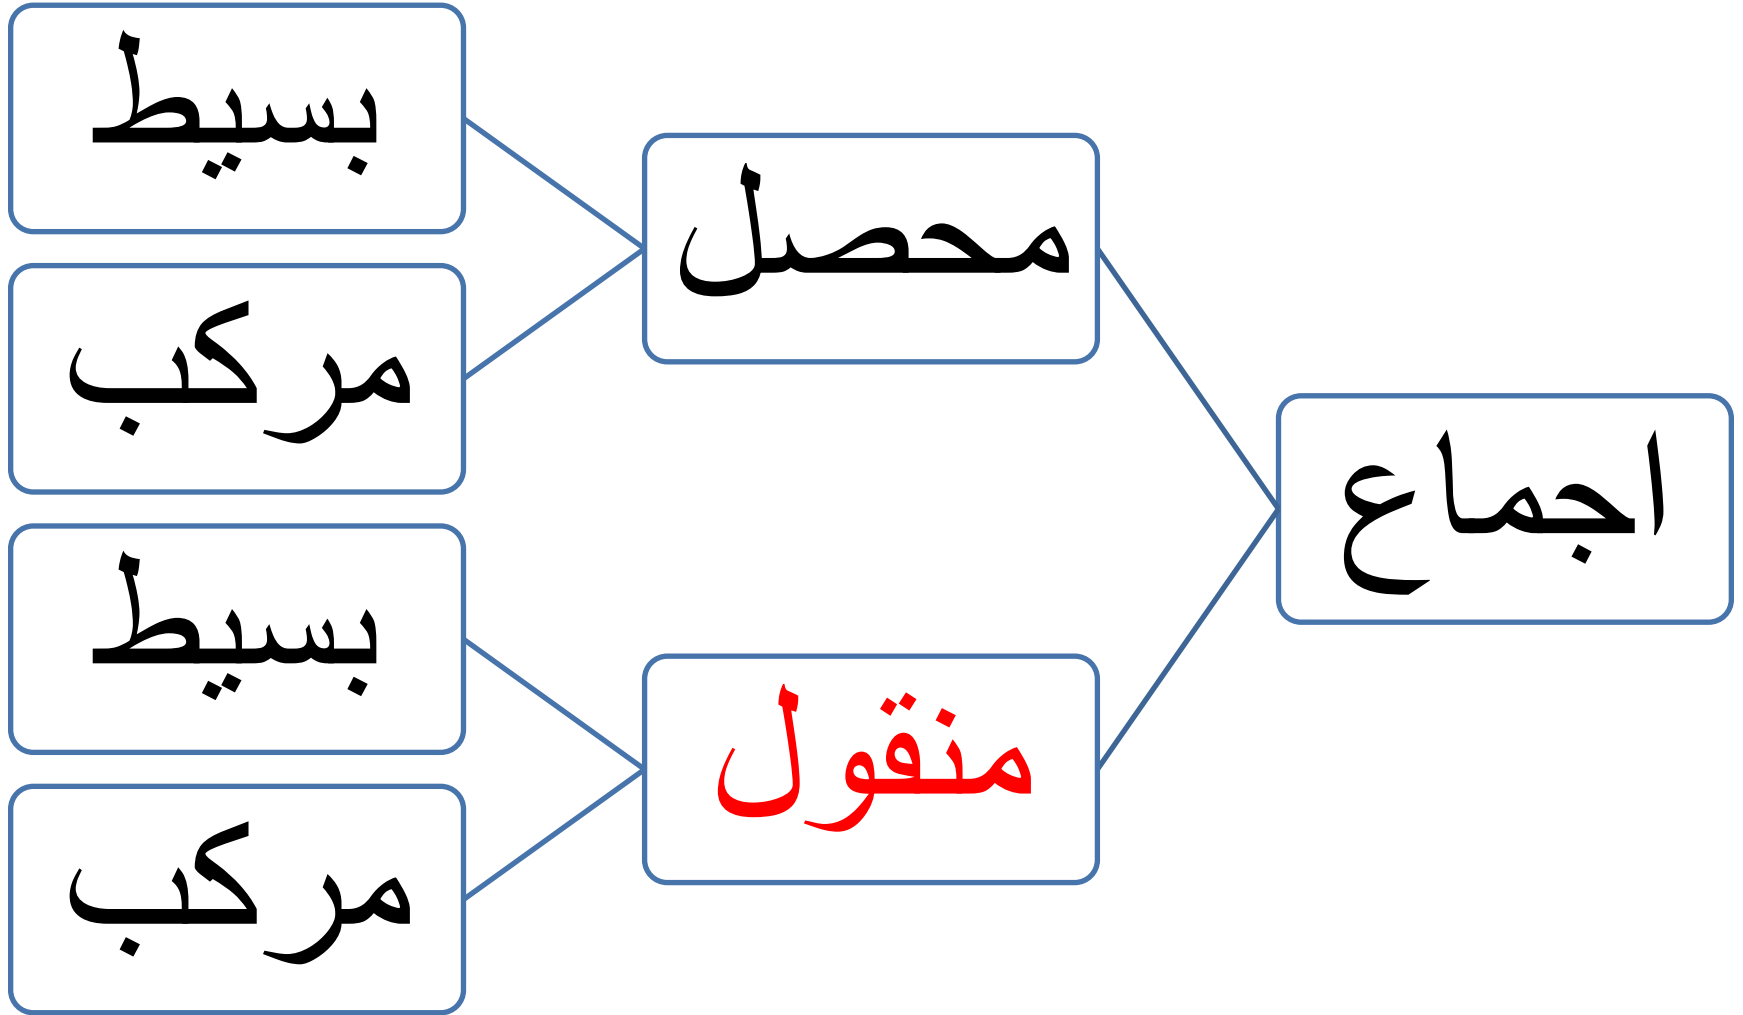 اجماع
محصل
بسيط
مركب
منقول
بسيط
مركب